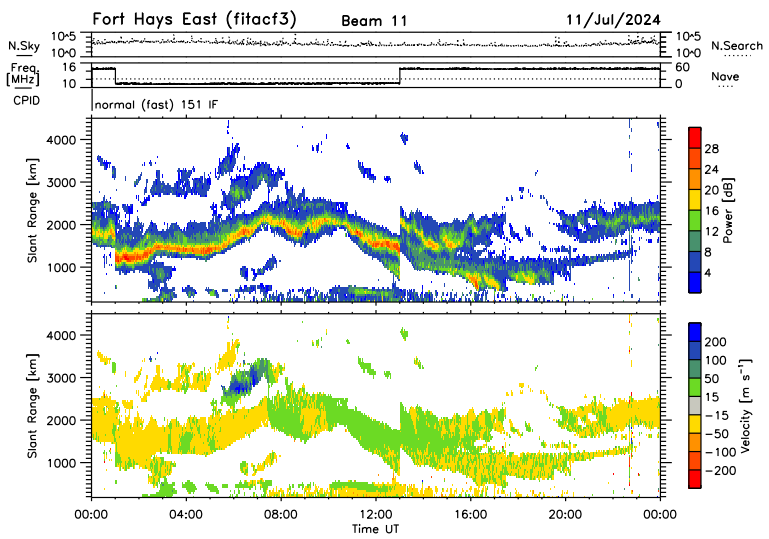 Fort Hays East (fitacf3) Beam 11 11/Jul/2024
N.Sky 10^5 10^0 10^5 10^0 N.Search
Freq. [MHz] 16 10 60 0 Nave
CPID normal (fast) 151 IF
Slant Range [km] 4000 3000 2000 1000
Power [dB] 28 24 20 16 12 8 4
Slant Range [km] 4000 3000 2000 1000
Velocity [m s⁻¹] 200 100 50 15 −15 −50 −100 −200
00:00 04:00 08:00 12:00 16:00 20:00 00:00
Time UT